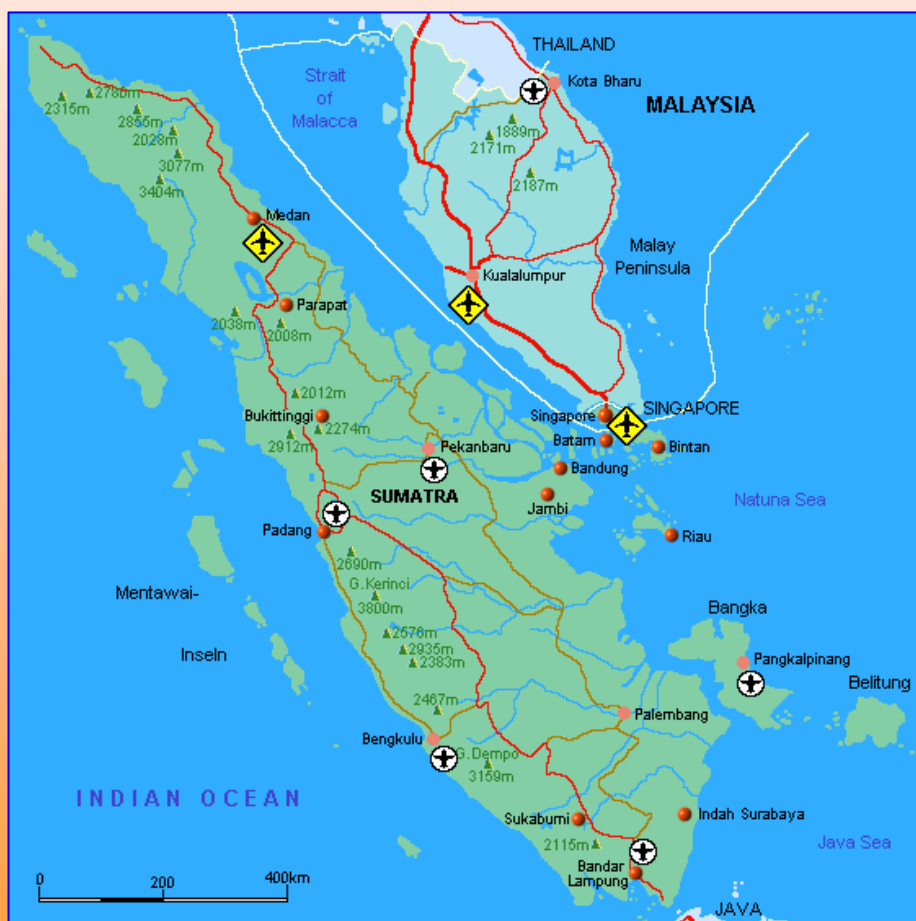 THAILAND
Strait
of
Malacca
Kota Bharu
MALAYSIA
2786m
2315m
2855m
2028m
3077m
3404m
1889m
2171m
2187m
Medan
Malay
Peninsula
Kualalumpur
Parapat
2038m
2008m
2012m
Bukittinggi
2274m
2912m
Singapore
SINGAPORE
Batam
Bintan
Pekanbaru
Bandung
SUMATRA
Jambi
Natuna Sea
Padang
Riau
2690m
G.Kerinci
3800m
Mentawai-
Inseln
Bangka
2576m
2935m
2383m
Pangkalpinang
Belitung
2467m
Palembang
Bengkulu
G.Dempo
3159m
INDIAN OCEAN
Sukabumi
Indah Surabaya
2115m
Java Sea
Bandar
Lampung
0 200 400km
JAVA